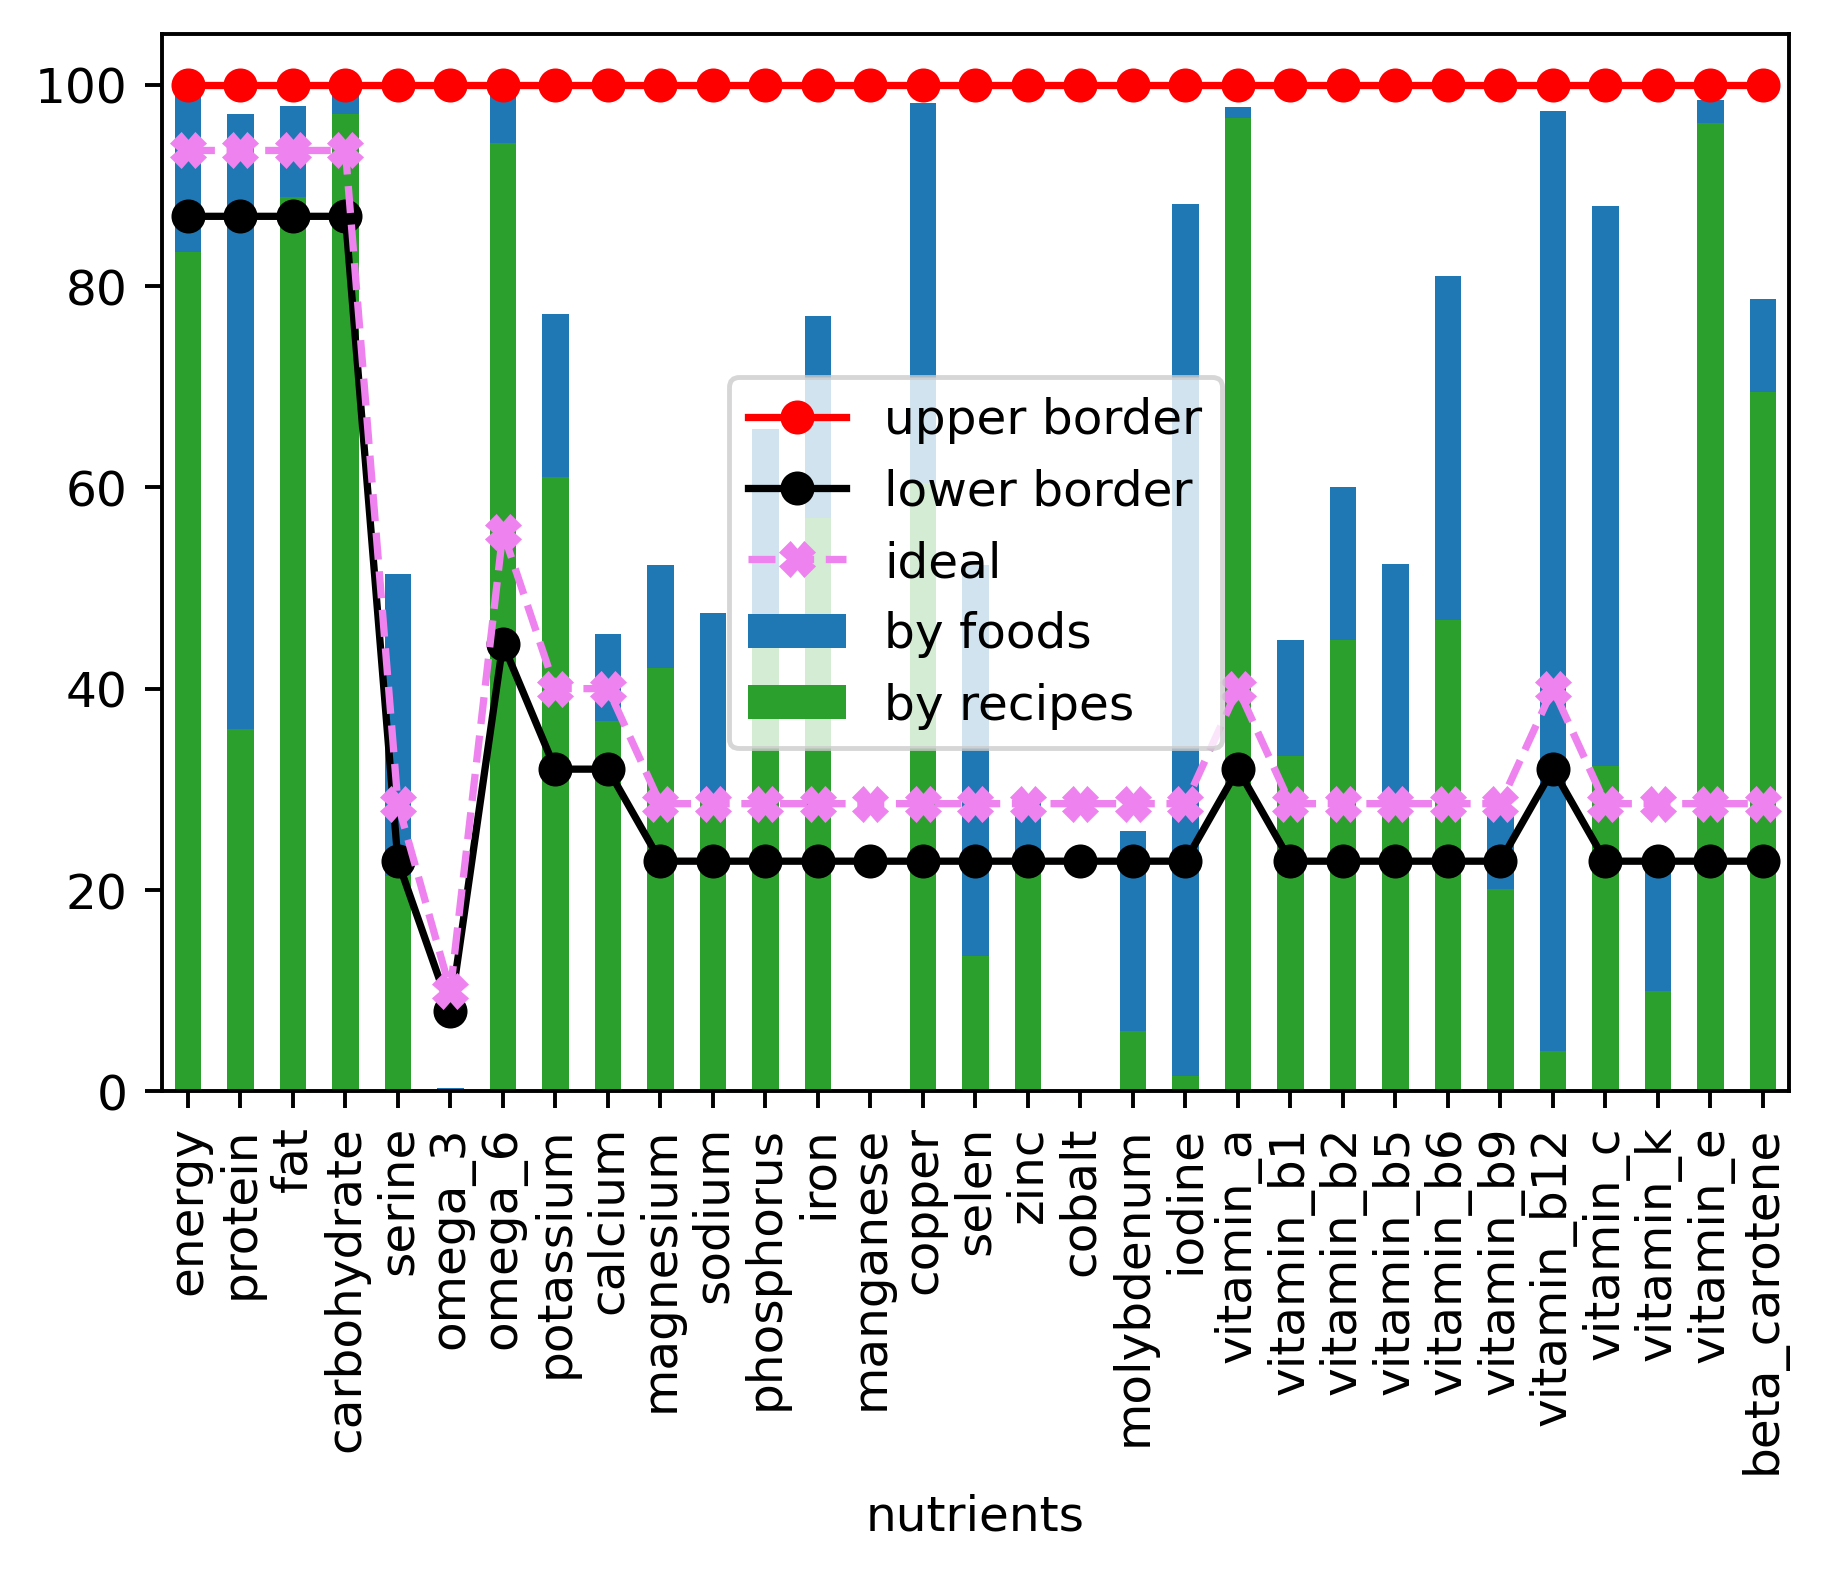 100
80
60
40
20
0
upper border
lower border
ideal
by foods
by recipes
energy
protein
fat
carbohydrate
serine
omega_3
omega_6
potassium
calcium
magnesium
sodium
phosphorus
iron
manganese
copper
selen
zinc
cobalt
molybdenum
iodine
vitamin_a
vitamin_b1
vitamin_b2
vitamin_b5
vitamin_b6
vitamin_b9
vitamin_b12
vitamin_c
vitamin_k
vitamin_e
beta_carotene
nutrients